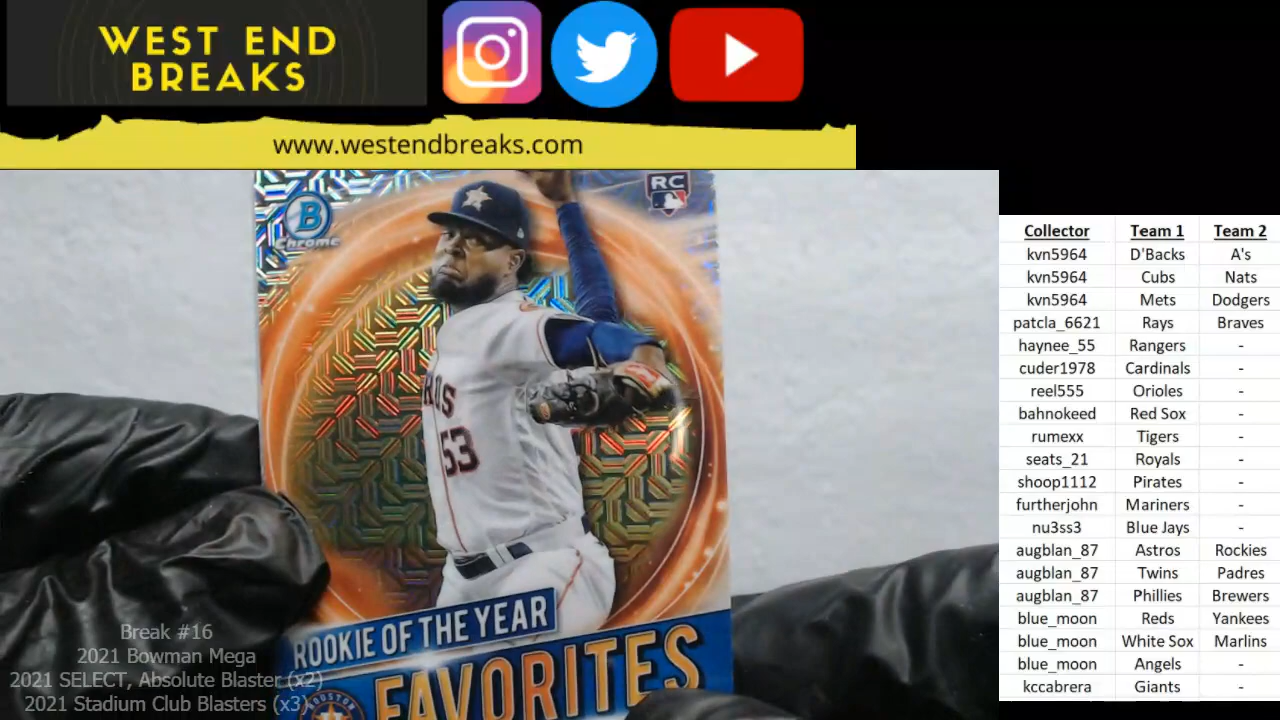 WEST END
BREAKS
www.westendbreaks.com
RC
B
Chrome
ROS
53
ROOKIE OF THE YEAR
FAVORITES
HOUSTON
Break #16
2021 Bowman Mega
2021 SELECT, Absolute Blaster (x2)
2021 Stadium Club Blasters (x3)
Collector Team 1 Team 2
kvn5964 D'Backs A's
kvn5964 Cubs Nats
kvn5964 Mets Dodgers
patcla_6621 Rays Braves
haynee_55 Rangers -
cuder1978 Cardinals -
reel555 Orioles -
bahnokeed Red Sox -
rumexx Tigers -
seats_21 Royals -
shoop1112 Pirates -
furtherjohn Mariners -
nu3ss3 Blue Jays -
augblan_87 Astros Rockies
augblan_87 Twins Padres
augblan_87 Phillies Brewers
blue_moon Reds Yankees
blue_moon White Sox Marlins
blue_moon Angels -
kccabrera Giants -